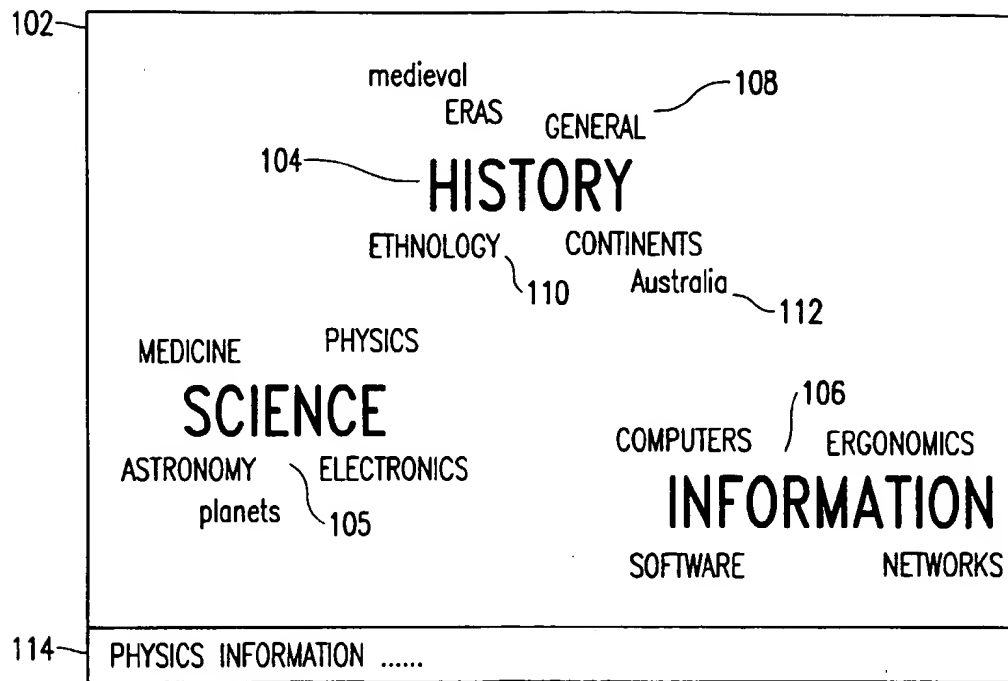 102
medieval
ERAS
GENERAL
108
104
HISTORY
ETHNOLOGY
CONTINENTS
110
Australia
112
MEDICINE
PHYSICS
SCIENCE
106
COMPUTERS
ERGONOMICS
ASTRONOMY
ELECTRONICS
planets
105
INFORMATION
SOFTWARE
NETWORKS
114
PHYSICS INFORMATION ......